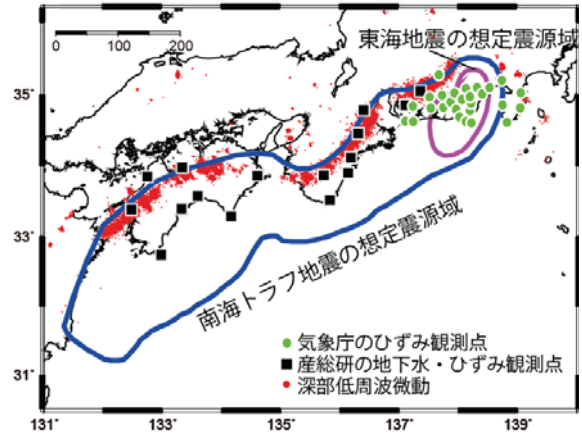 0 100 200
東海地震の想定震源域
35°
33°
31°
南海トラフ地震の想定震源域
気象庁のひずみ観測点
産総研の地下水・ひずみ観測点
深部低周波微動
131° 133° 135° 137° 139°